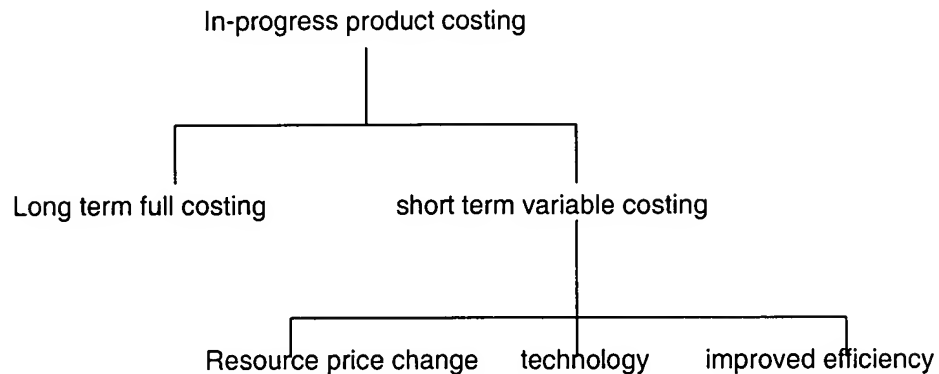 In-progress product costing
Long term full costing short term variable costing
Resource price change technology improved efficiency